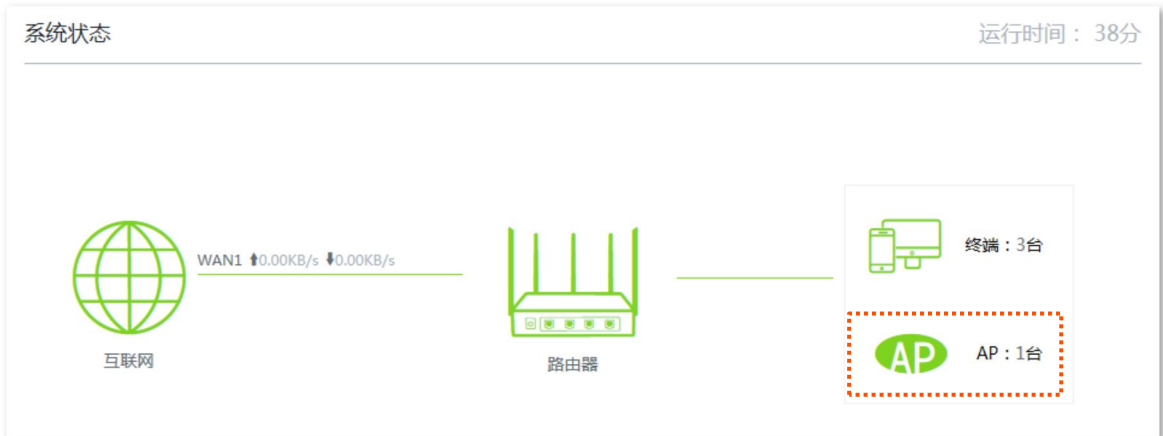 系统状态
运行时间： 38分
终端：3台
WAN1 ⬆0.00KB/s ⬇0.00KB/s
AP
AP：1台
互联网
路由器